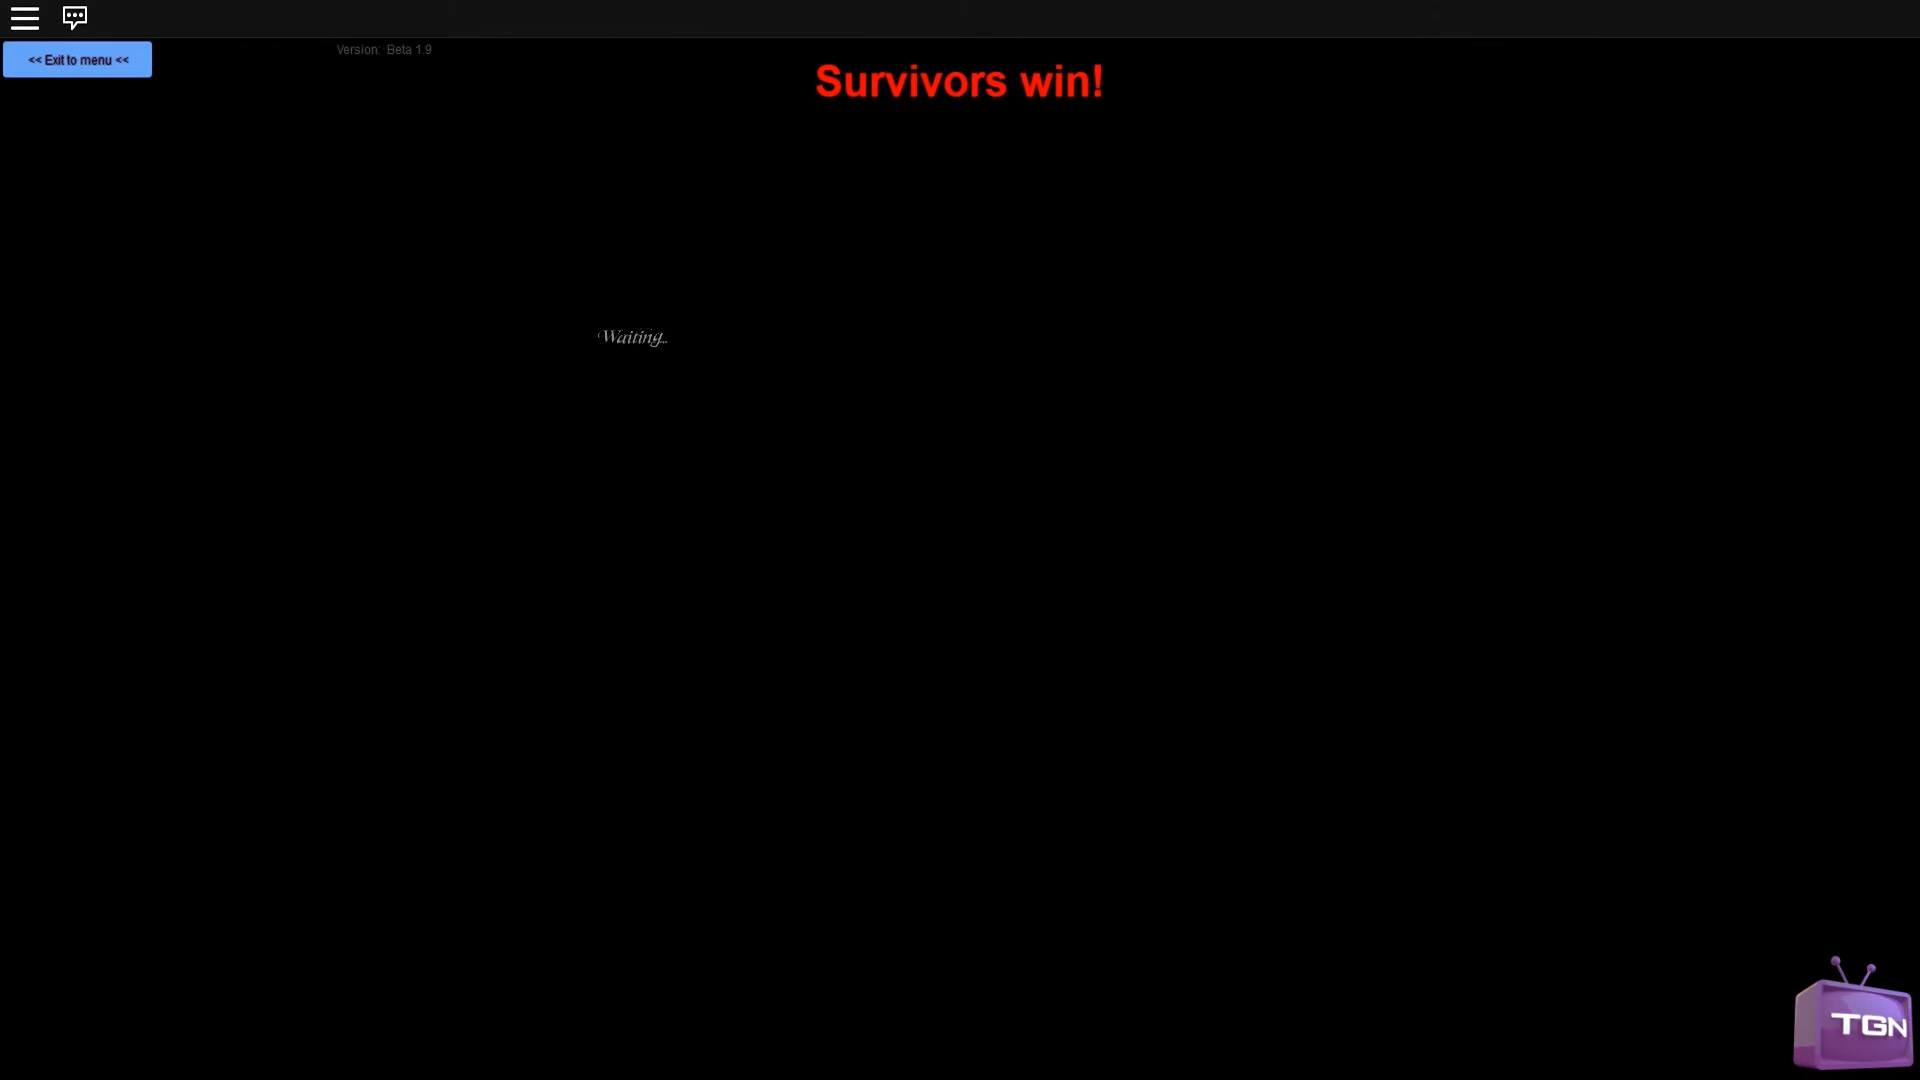 << Exit to menu <<
Version: Beta 1.9
Survivors win!
Waiting..
TGN